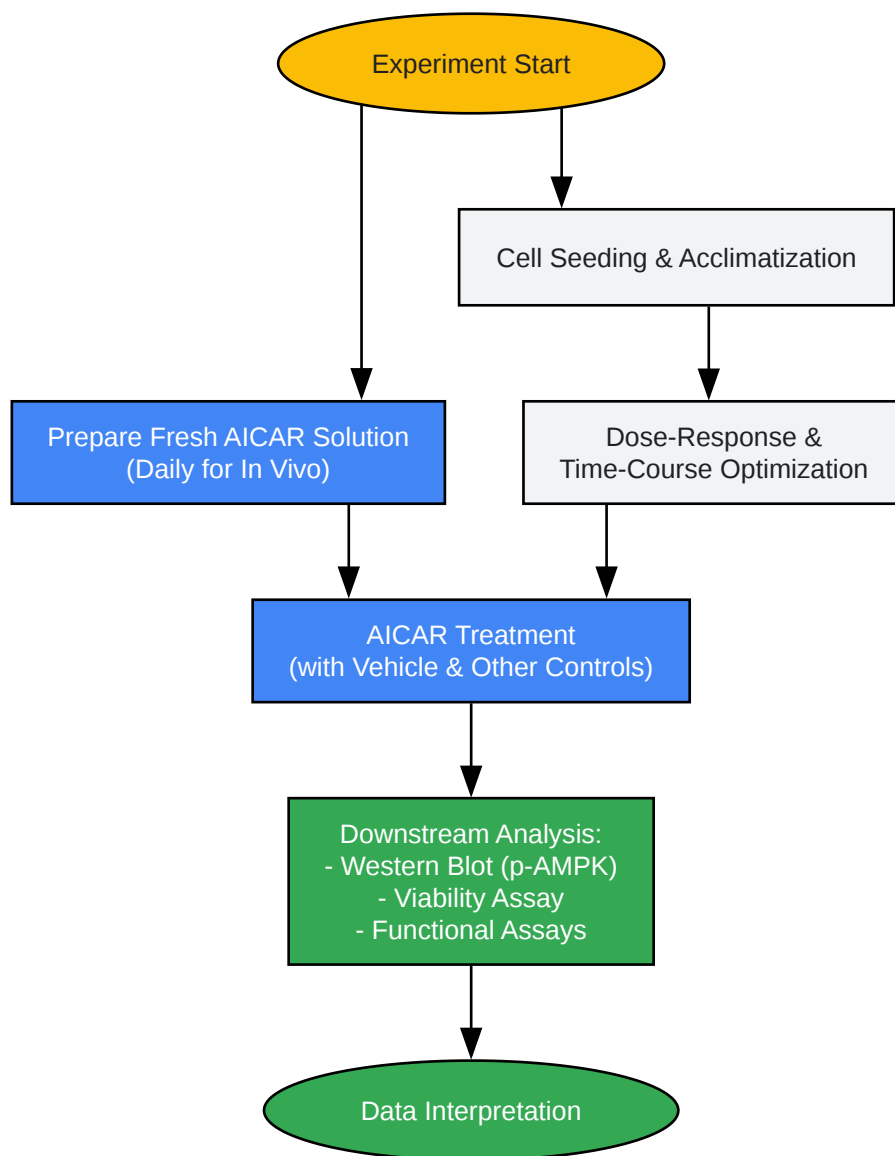 Experiment Start
Cell Seeding & Acclimatization
Prepare Fresh AICAR Solution
(Daily for In Vivo)
Dose-Response &
Time-Course Optimization
AICAR Treatment
(with Vehicle & Other Controls)
Downstream Analysis:
- Western Blot (p-AMPK)
- Viability Assay
- Functional Assays
Data Interpretation